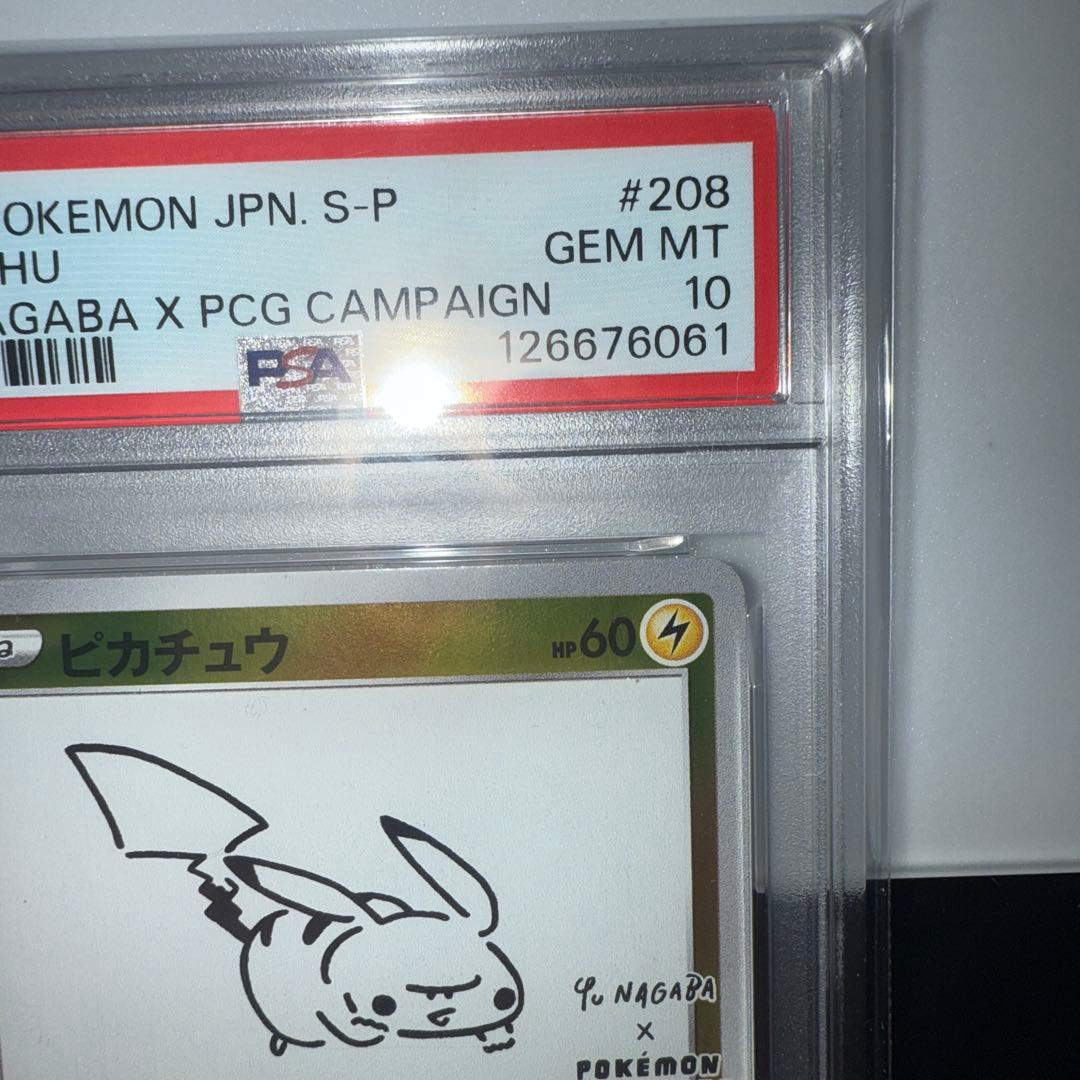 OKEMON JPN. S-P #208
HU GEM MT
AGABA X PCG CAMPAIGN 10
126676061
PSA
a ピカチュウ HP60
Yu NAGABA
X
POKÉMON